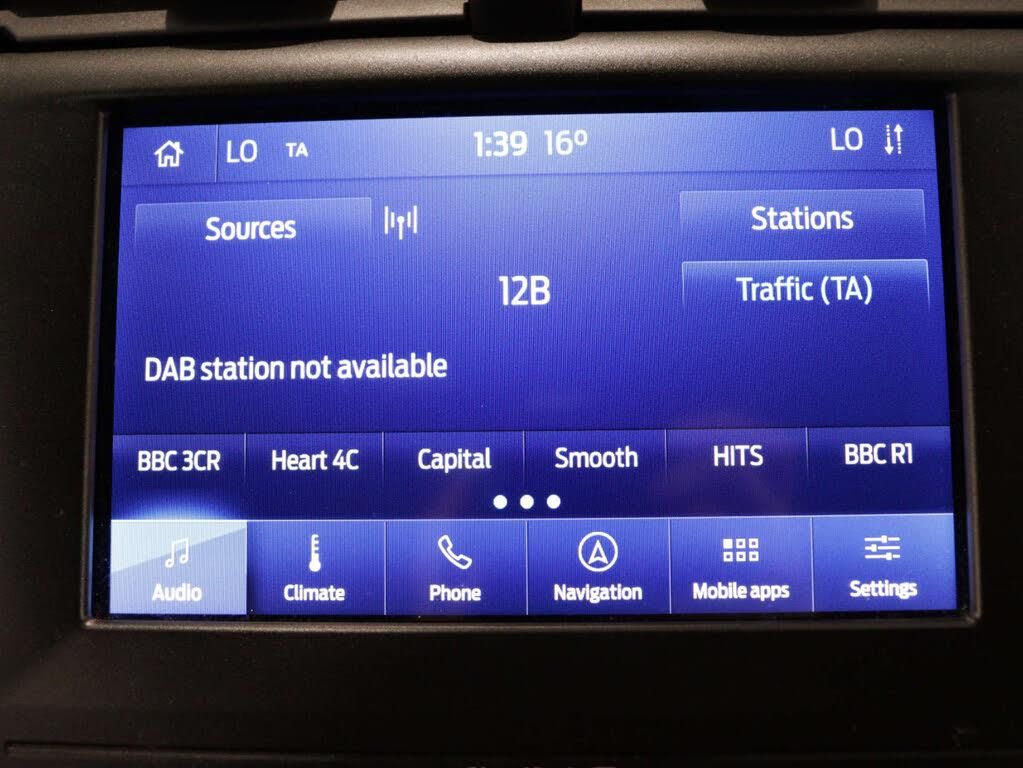 LO TA 1:39 16º LO
Sources Stations
12B Traffic (TA)
DAB station not available
BBC 3CR Heart 4C Capital Smooth HITS BBC R1
Audio Climate Phone Navigation Mobile apps Settings